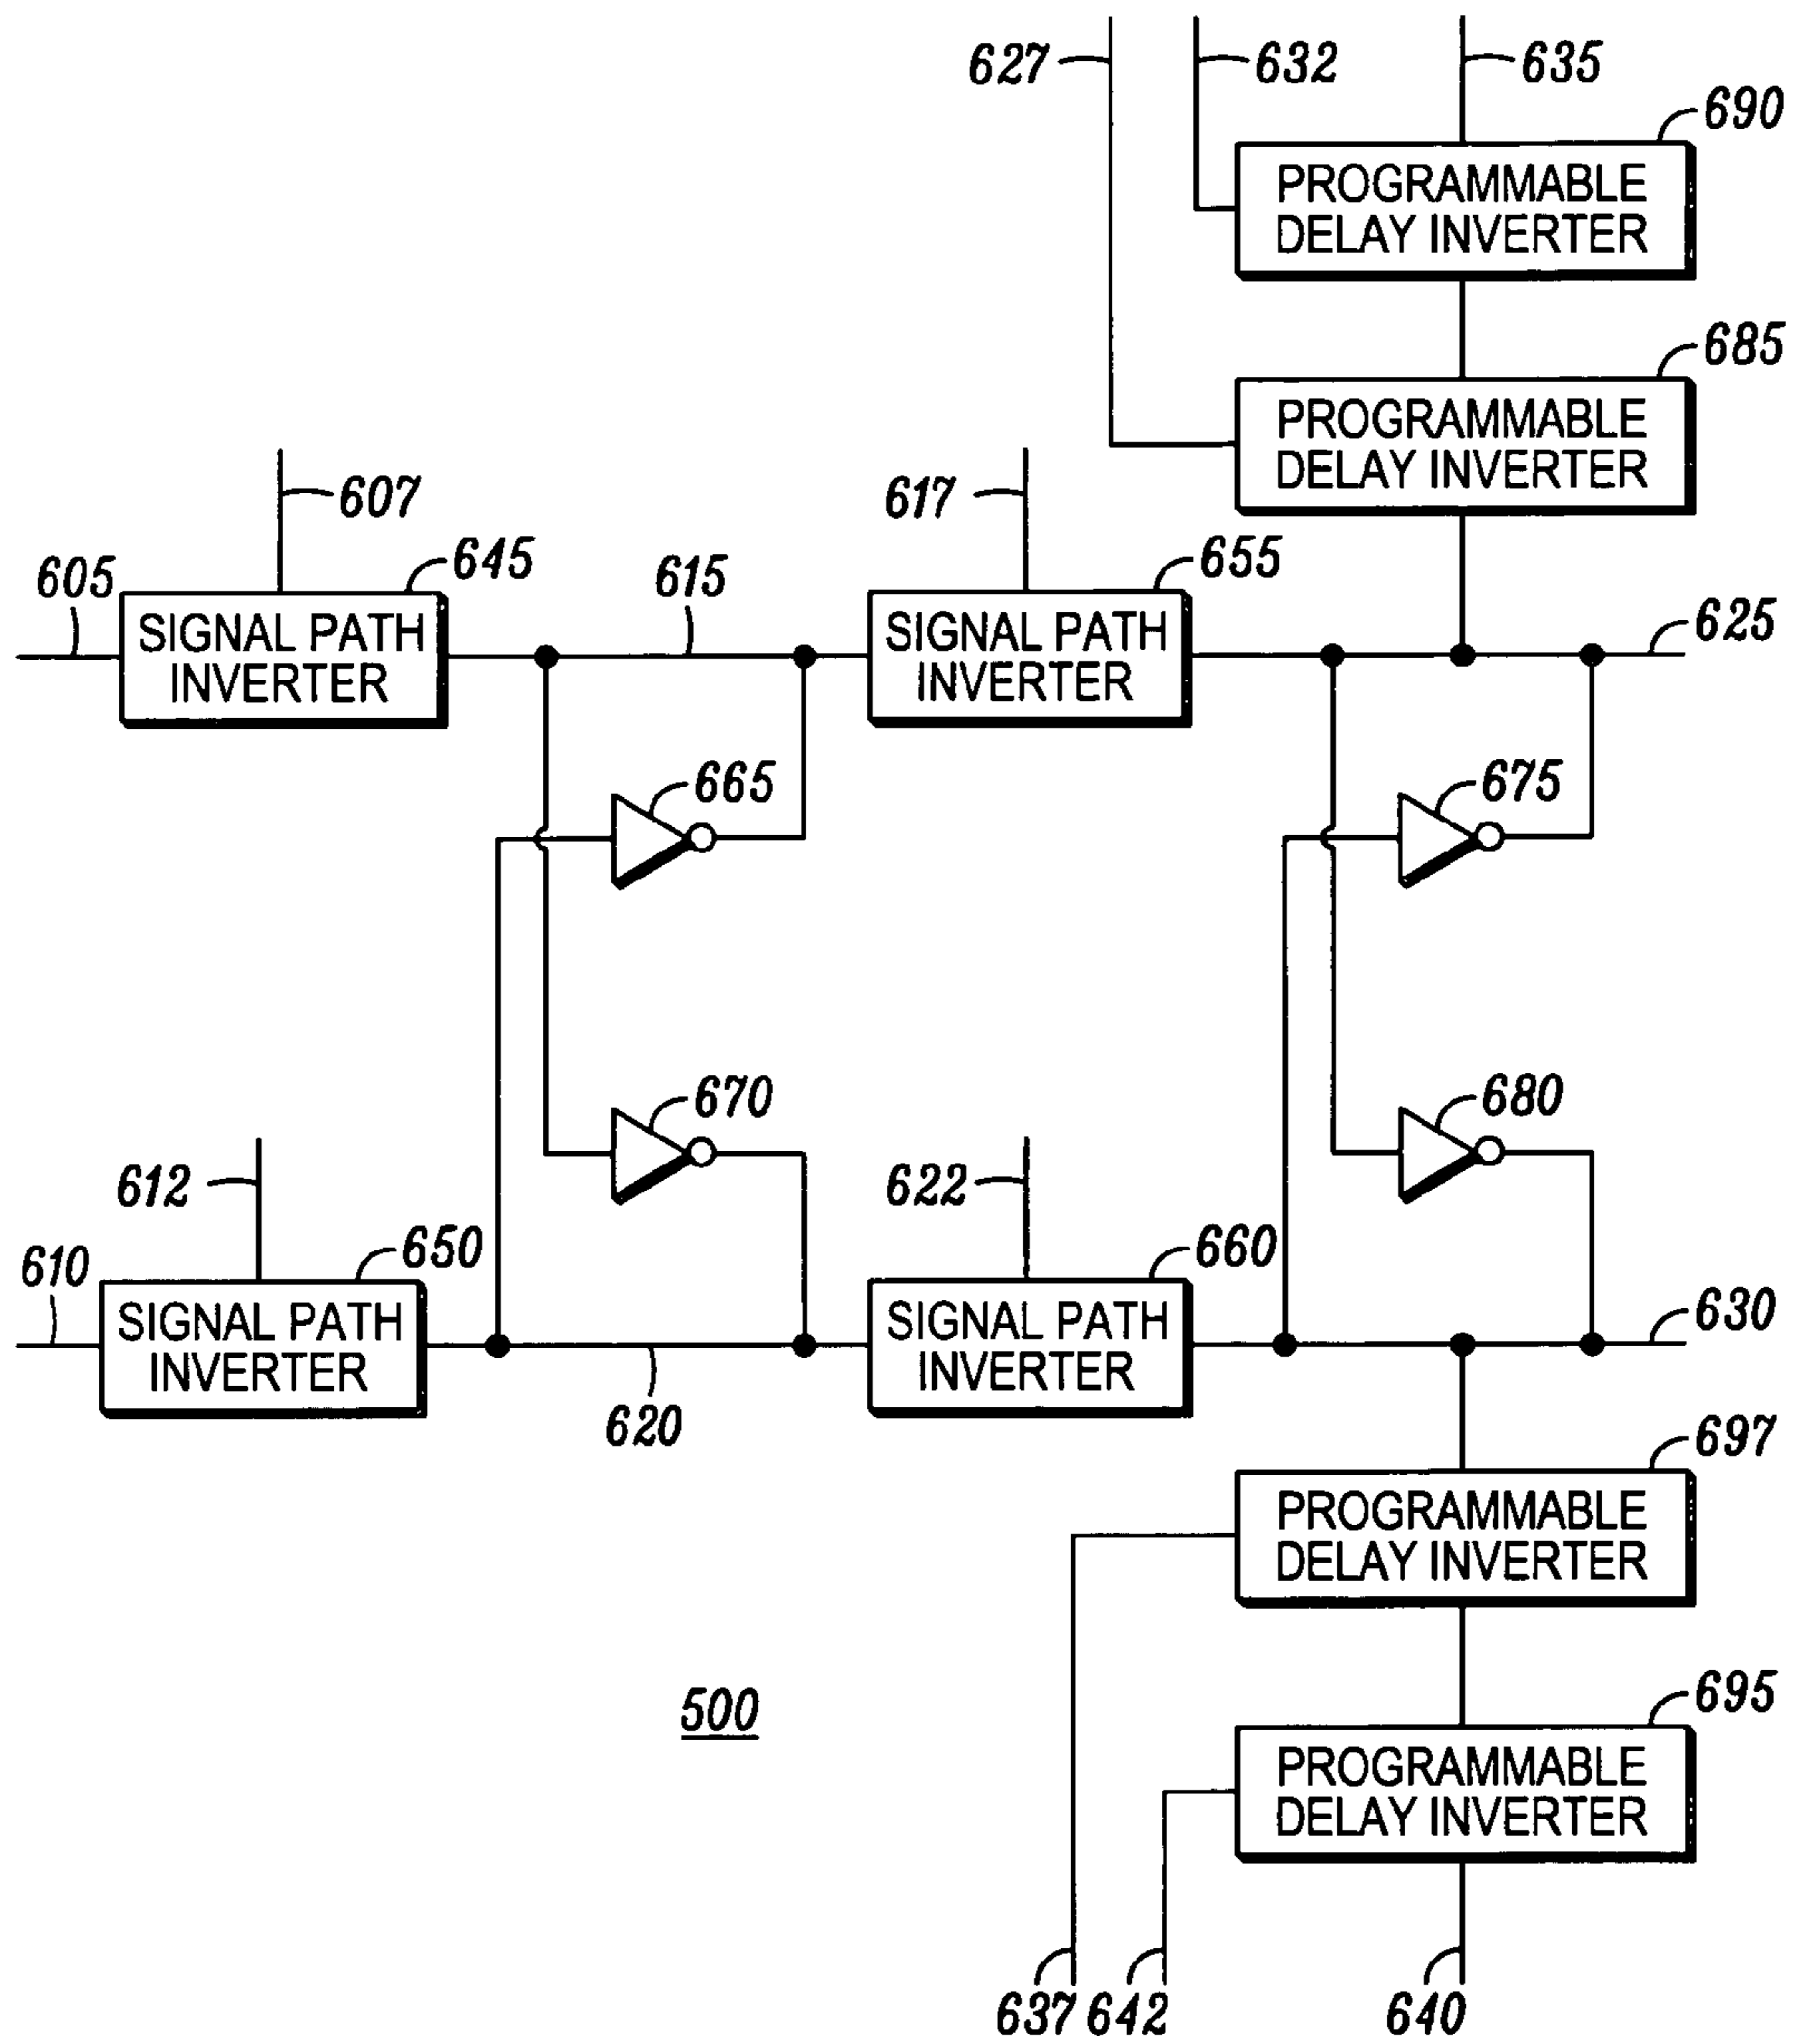 627
632
635
690
PROGRAMMABLE
DELAY INVERTER
685
PROGRAMMABLE
DELAY INVERTER
607
617
605
645
615
655
625
SIGNAL PATH
INVERTER
SIGNAL PATH
INVERTER
665
675
670
680
612
622
610
650
660
630
SIGNAL PATH
INVERTER
SIGNAL PATH
INVERTER
620
697
PROGRAMMABLE
DELAY INVERTER
500
695
PROGRAMMABLE
DELAY INVERTER
637
642
640